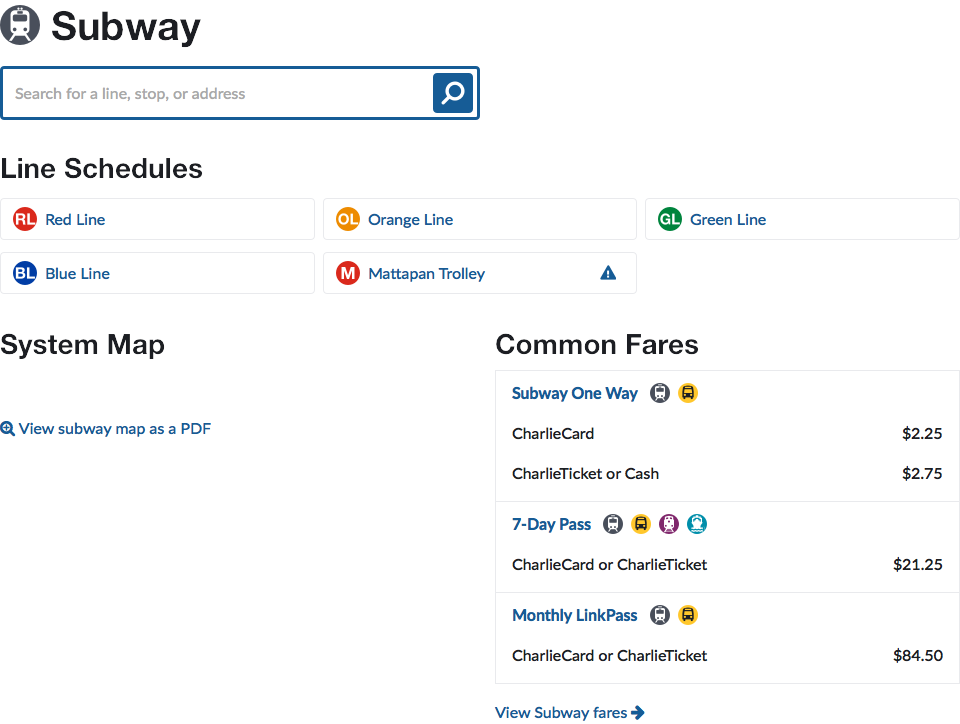 Subway
Search for a line, stop, or address
Line Schedules
RL Red Line
OL Orange Line
GL Green Line
BL Blue Line
M Mattapan Trolley
System Map
View subway map as a PDF
Common Fares
Subway One Way
CharlieCard $2.25
CharlieTicket or Cash $2.75
7-Day Pass
CharlieCard or CharlieTicket $21.25
Monthly LinkPass
CharlieCard or CharlieTicket $84.50
View Subway fares